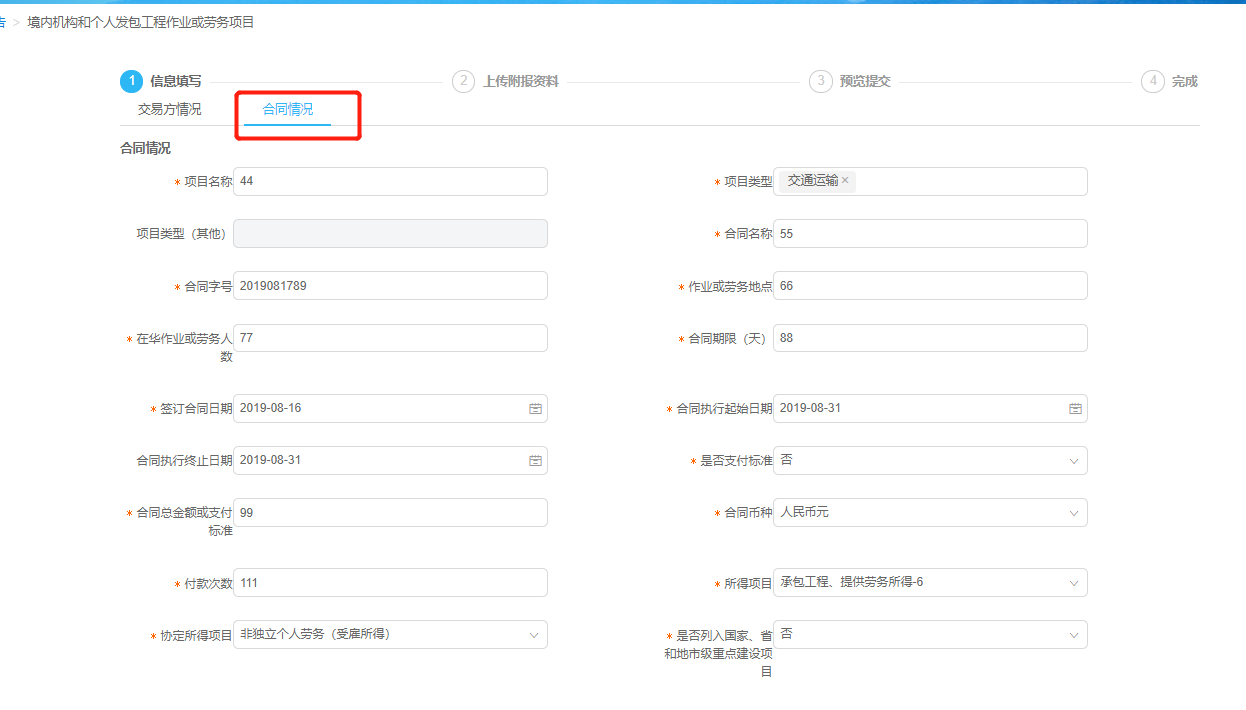 告 > 境内机构和个人发包工程作业或劳务项目
1 信息填写 2 上传附报资料 3 预览提交 4 完成
交易方情况 合同情况
合同情况
* 项目名称 44 * 项目类型 交通运输 ×
项目类型（其他） * 合同名称 55
* 合同字号 2019081789 * 作业或劳务地点 66
* 在华作业或劳务人数 77 * 合同期限（天） 88
* 签订合同日期 2019-08-16 * 合同执行起始日期 2019-08-31
合同执行终止日期 2019-08-31 * 是否支付标准 否
* 合同总金额或支付标准 99 * 合同币种 人民币元
* 付款次数 111 * 所得项目 承包工程、提供劳务所得-6
* 协定所得项目 非独立个人劳务（受雇所得） * 是否列入国家、省和地市级重点建设项目 否